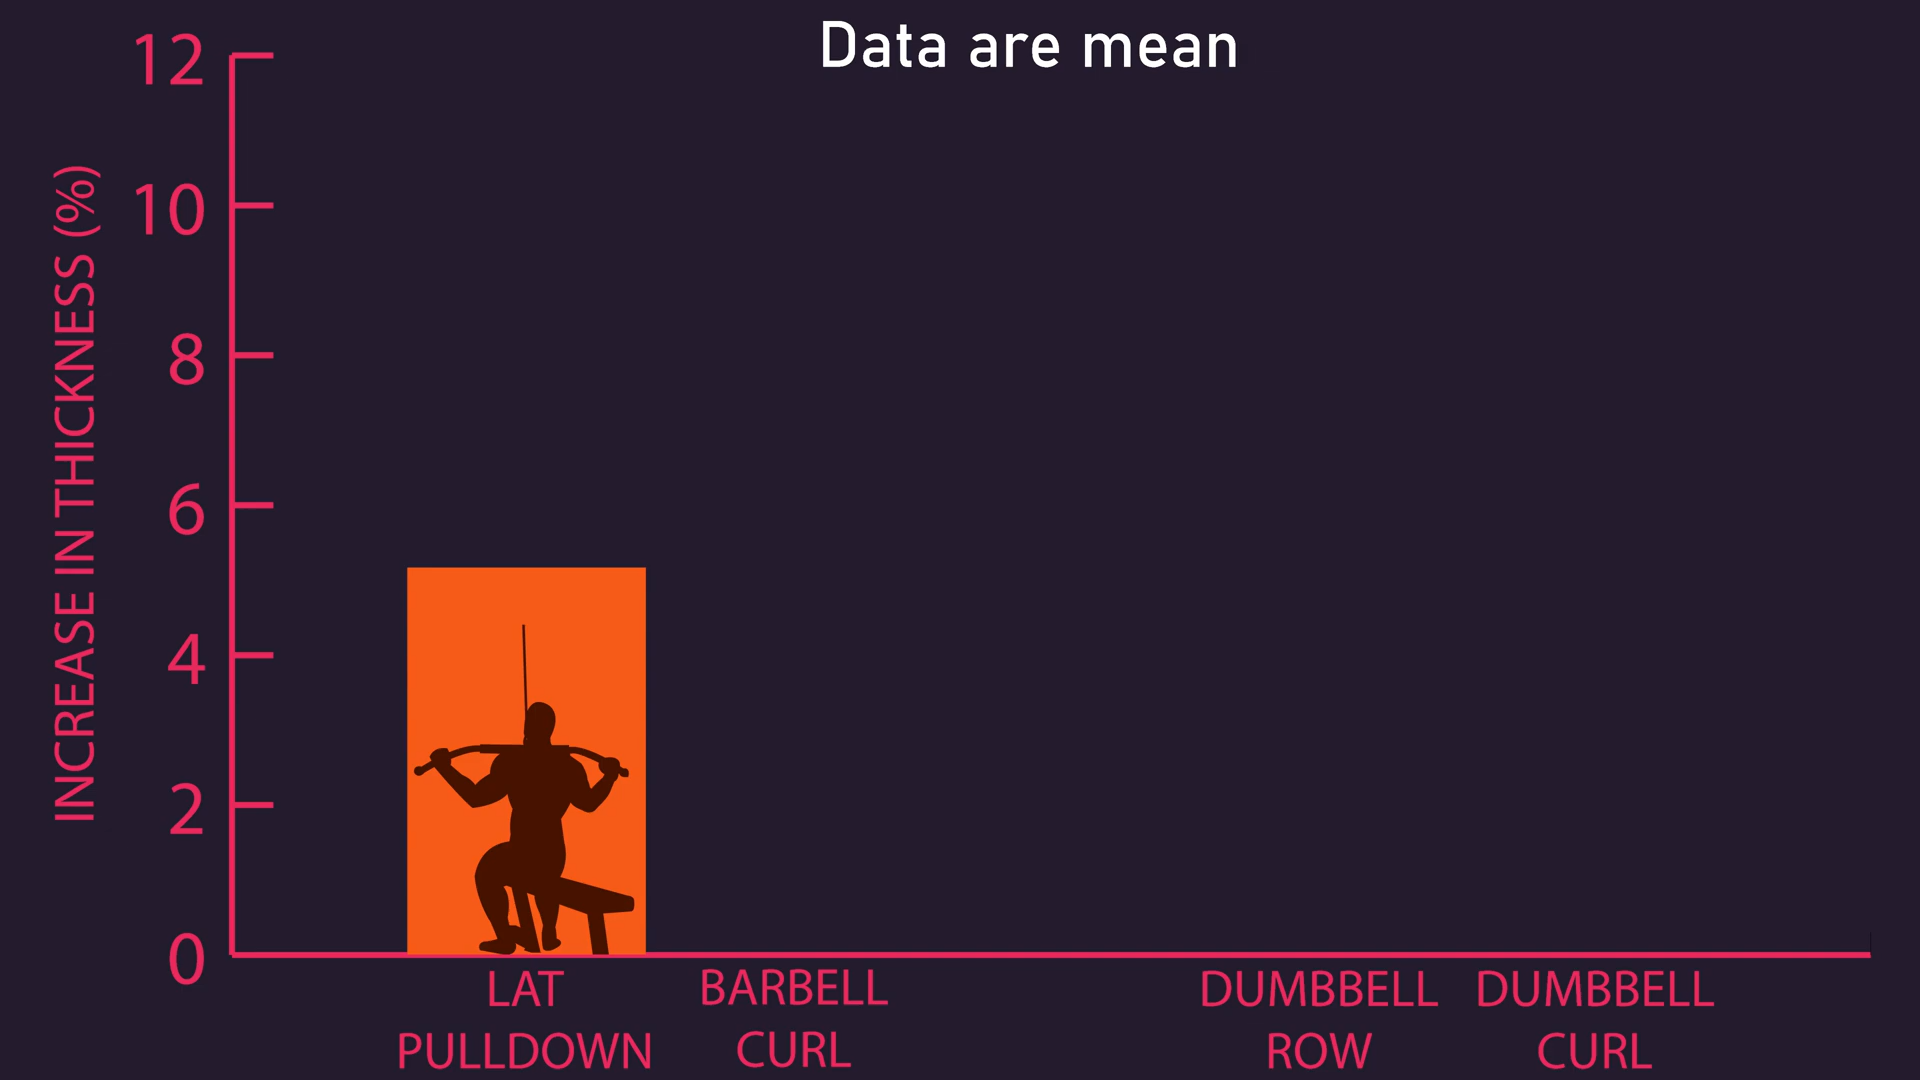 Data are mean
INCREASE IN THICKNESS (%)
12
10
8
6
4
2
0
LAT
PULLDOWN
BARBELL
CURL
DUMBBELL
ROW
DUMBBELL
CURL